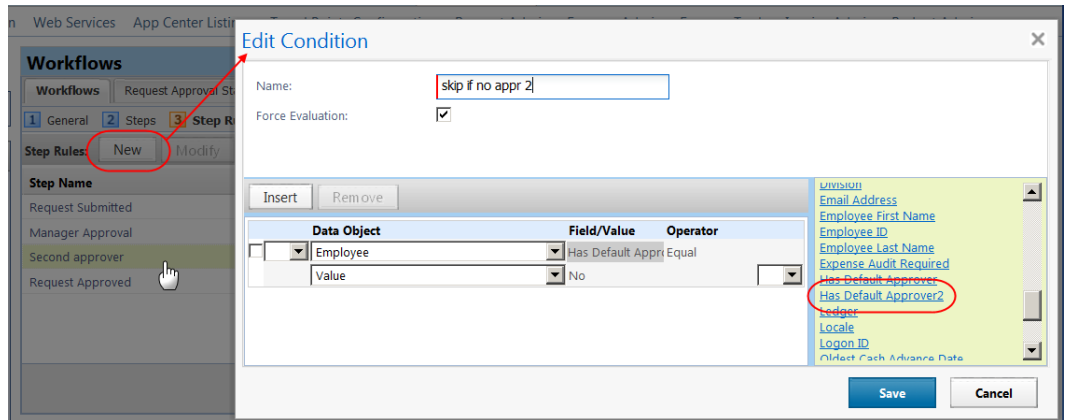 Web Services App Center Listin
Edit Condition
Workflows
Workflows Request Approval Sta
1 General 2 Steps 3 Step R
Step Rules: New Modify
Step Name
Request Submitted
Manager Approval
Second approver
Request Approved
Name: skip if no appr 2
Force Evaluation:
Insert Remove
Data Object Field/Value Operator
Employee Has Default Appro Equal
Value No
Division
Email Address
Employee First Name
Employee ID
Employee Last Name
Expense Audit Required
Has Default Approver
Has Default Approver2
Ledger
Locale
Logon ID
Oldest Cash Advance Date
Save Cancel